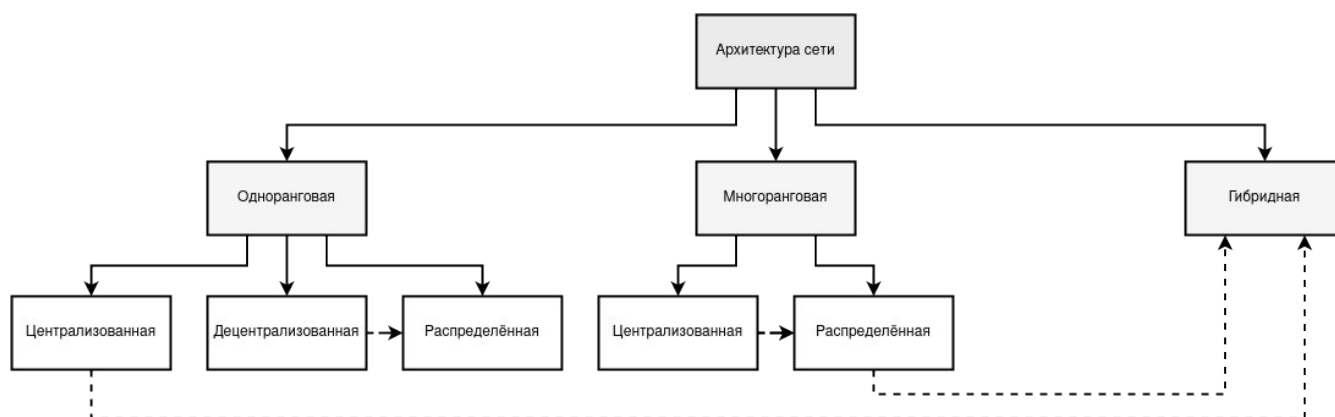 Архитектура сети
Одноранговая
Многоранговая
Гибридная
Централизованная
Децентрализованная
Распределённая
Централизованная
Распределённая